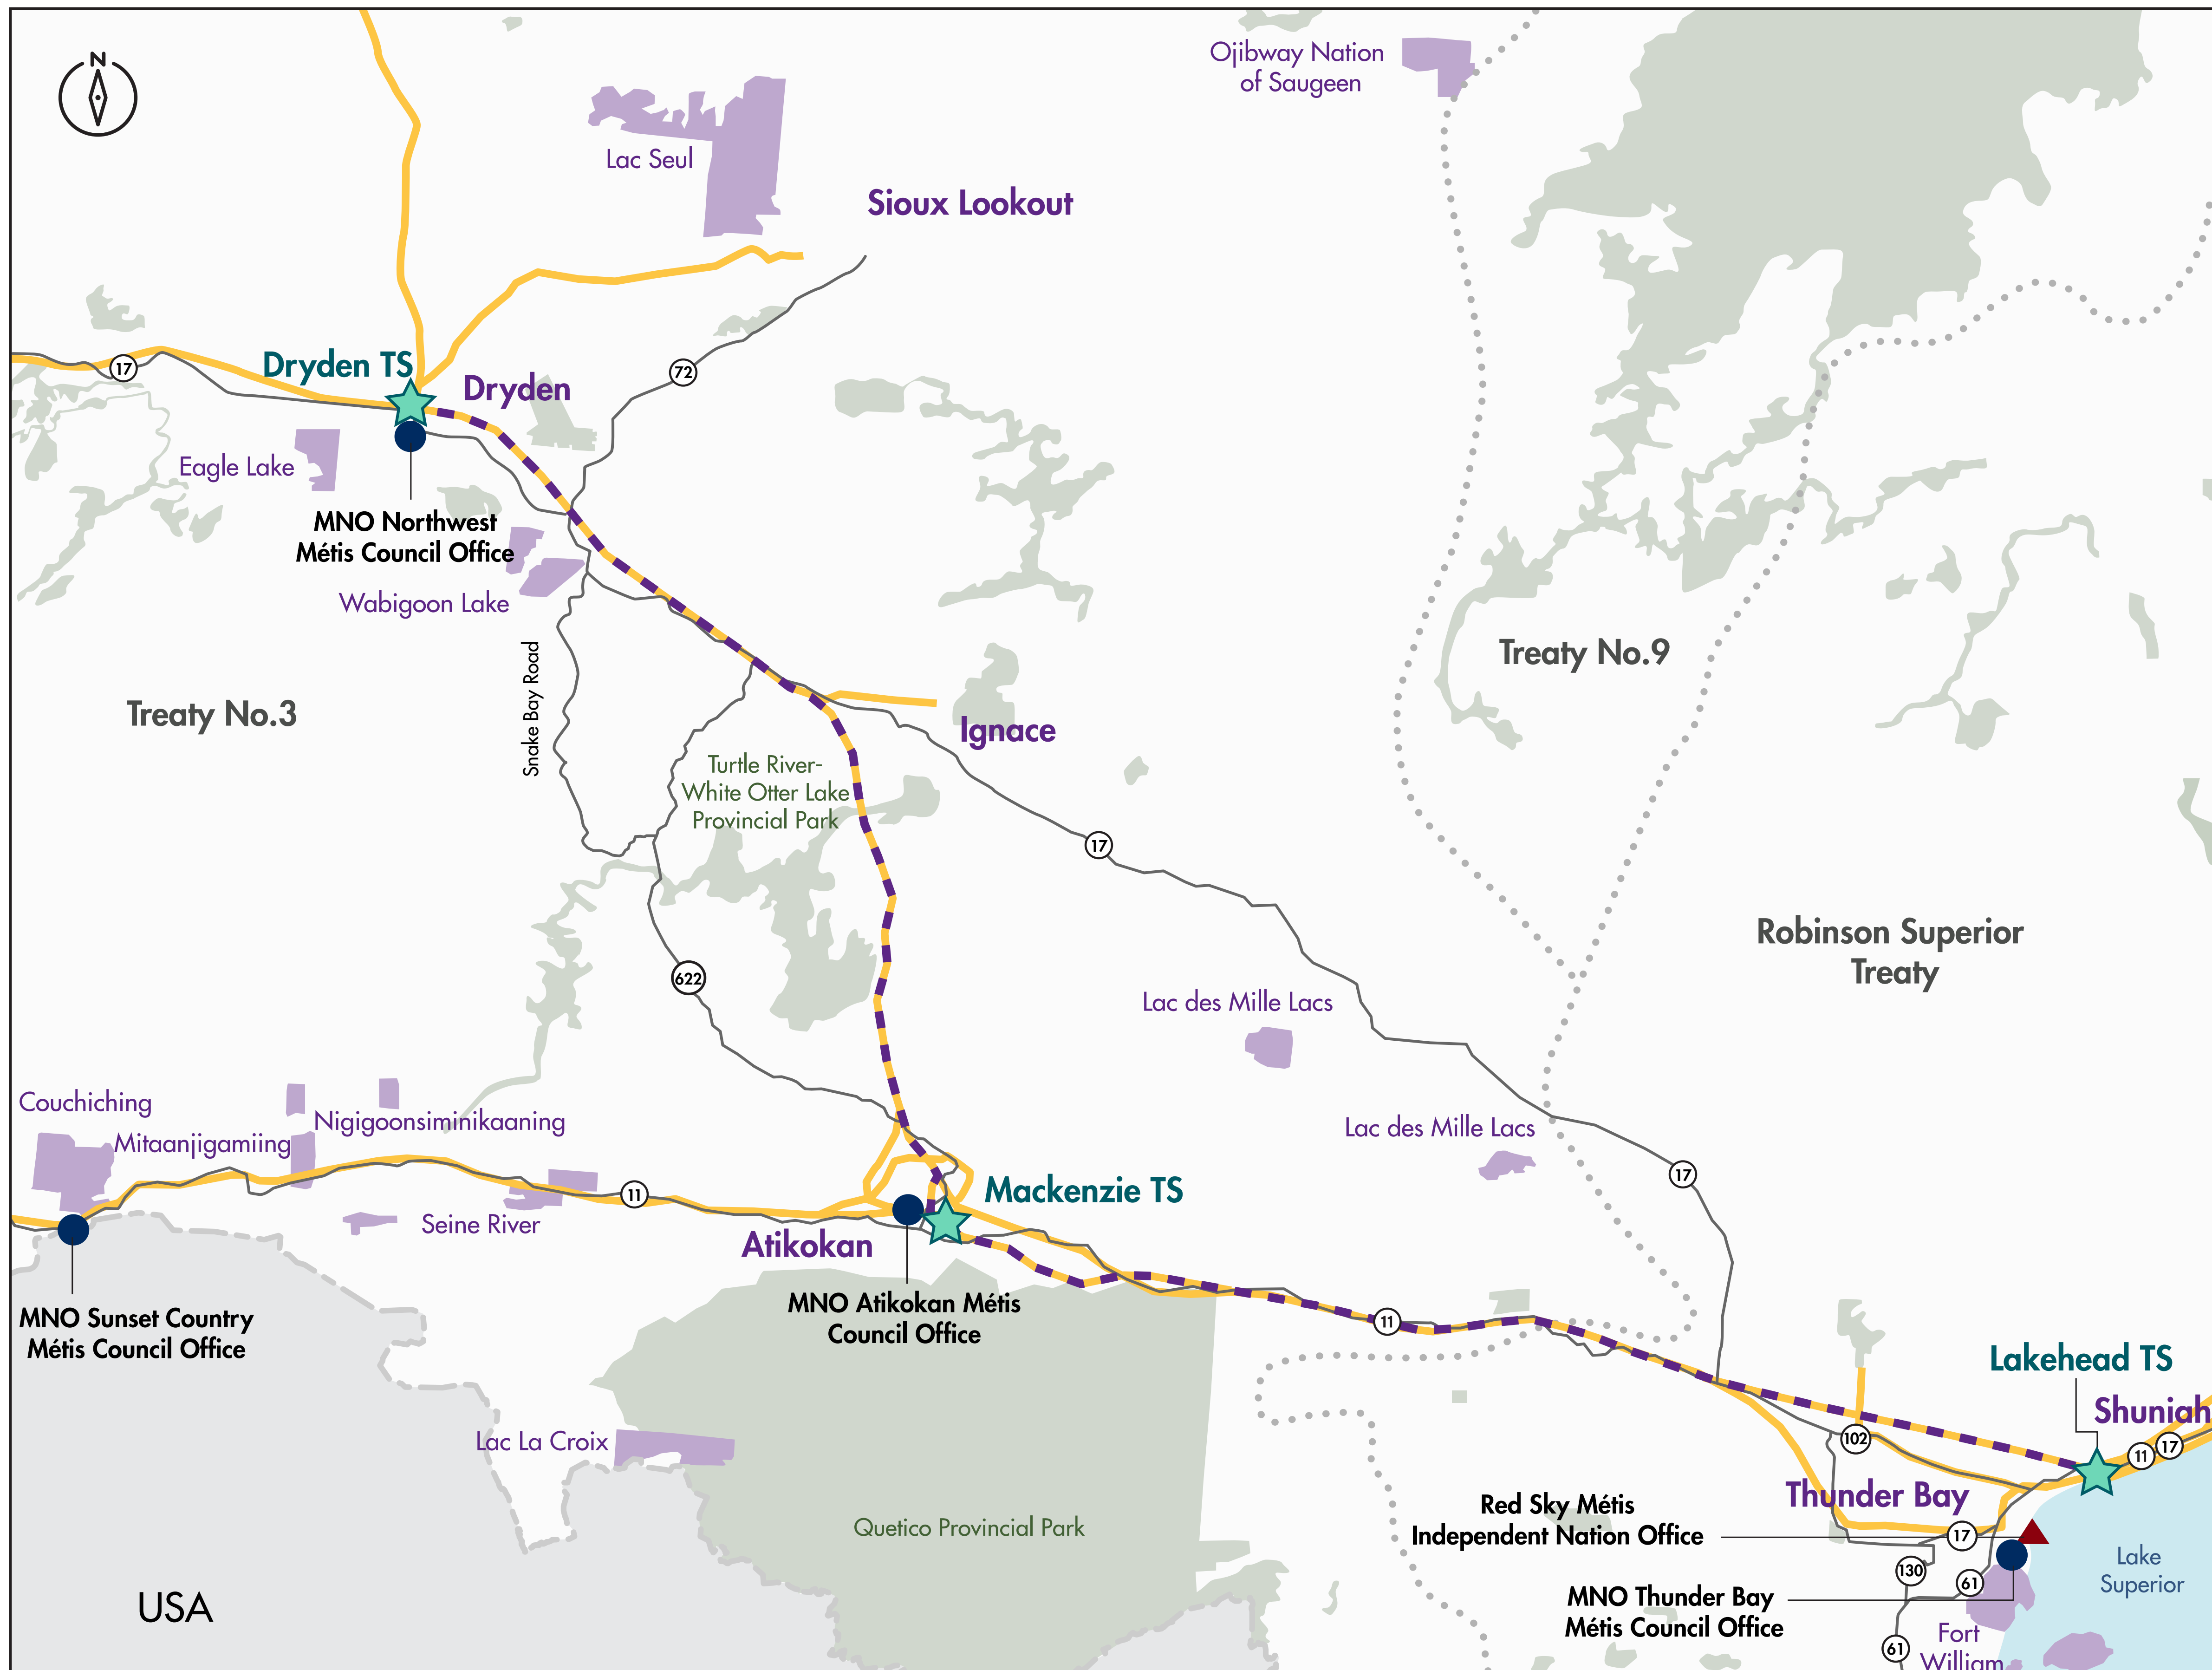 N
Ojibway Nation
of Saugeen
Lac Seul
Sioux Lookout
17
Dryden TS
Dryden
72
Eagle Lake
MNO Northwest
Métis Council Office
Wabigoon Lake
Snake Bay Road
Treaty No.3
Treaty No.9
Ignace
Turtle River-
White Otter Lake
Provincial Park
17
Robinson Superior
Treaty
622
Lac des Mille Lacs
Couchiching
Nigigoonsiminikaaning
Mitaanjigamiing
Lac des Mille Lacs
17
11
Mackenzie TS
Seine River
Atikokan
MNO Atikokan Métis
Council Office
MNO Sunset Country
Métis Council Office
11
Lakehead TS
Shuniah
Lac La Croix
102
11
17
Thunder Bay
Red Sky Métis
Independent Nation Office
17
Quetico Provincial Park
Lake
Superior
130
61
MNO Thunder Bay
Métis Council Office
USA
Fort
William
61